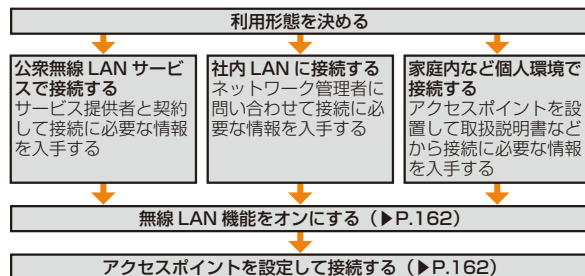 利用形態を決める
公衆無線 LAN サービ
スで接続する
サービス提供者と契約
して接続に必要な情報
を入手する
社内 LAN に接続する
ネットワーク管理者に
問い合わせて接続に必
要な情報を入手する
家庭内など個人環境で
接続する
アクセスポイントを設
置して取扱説明書など
から接続に必要な情報
を入手する
無線 LAN 機能をオンにする（▶P.162）
アクセスポイントを設定して接続する（▶P.162）